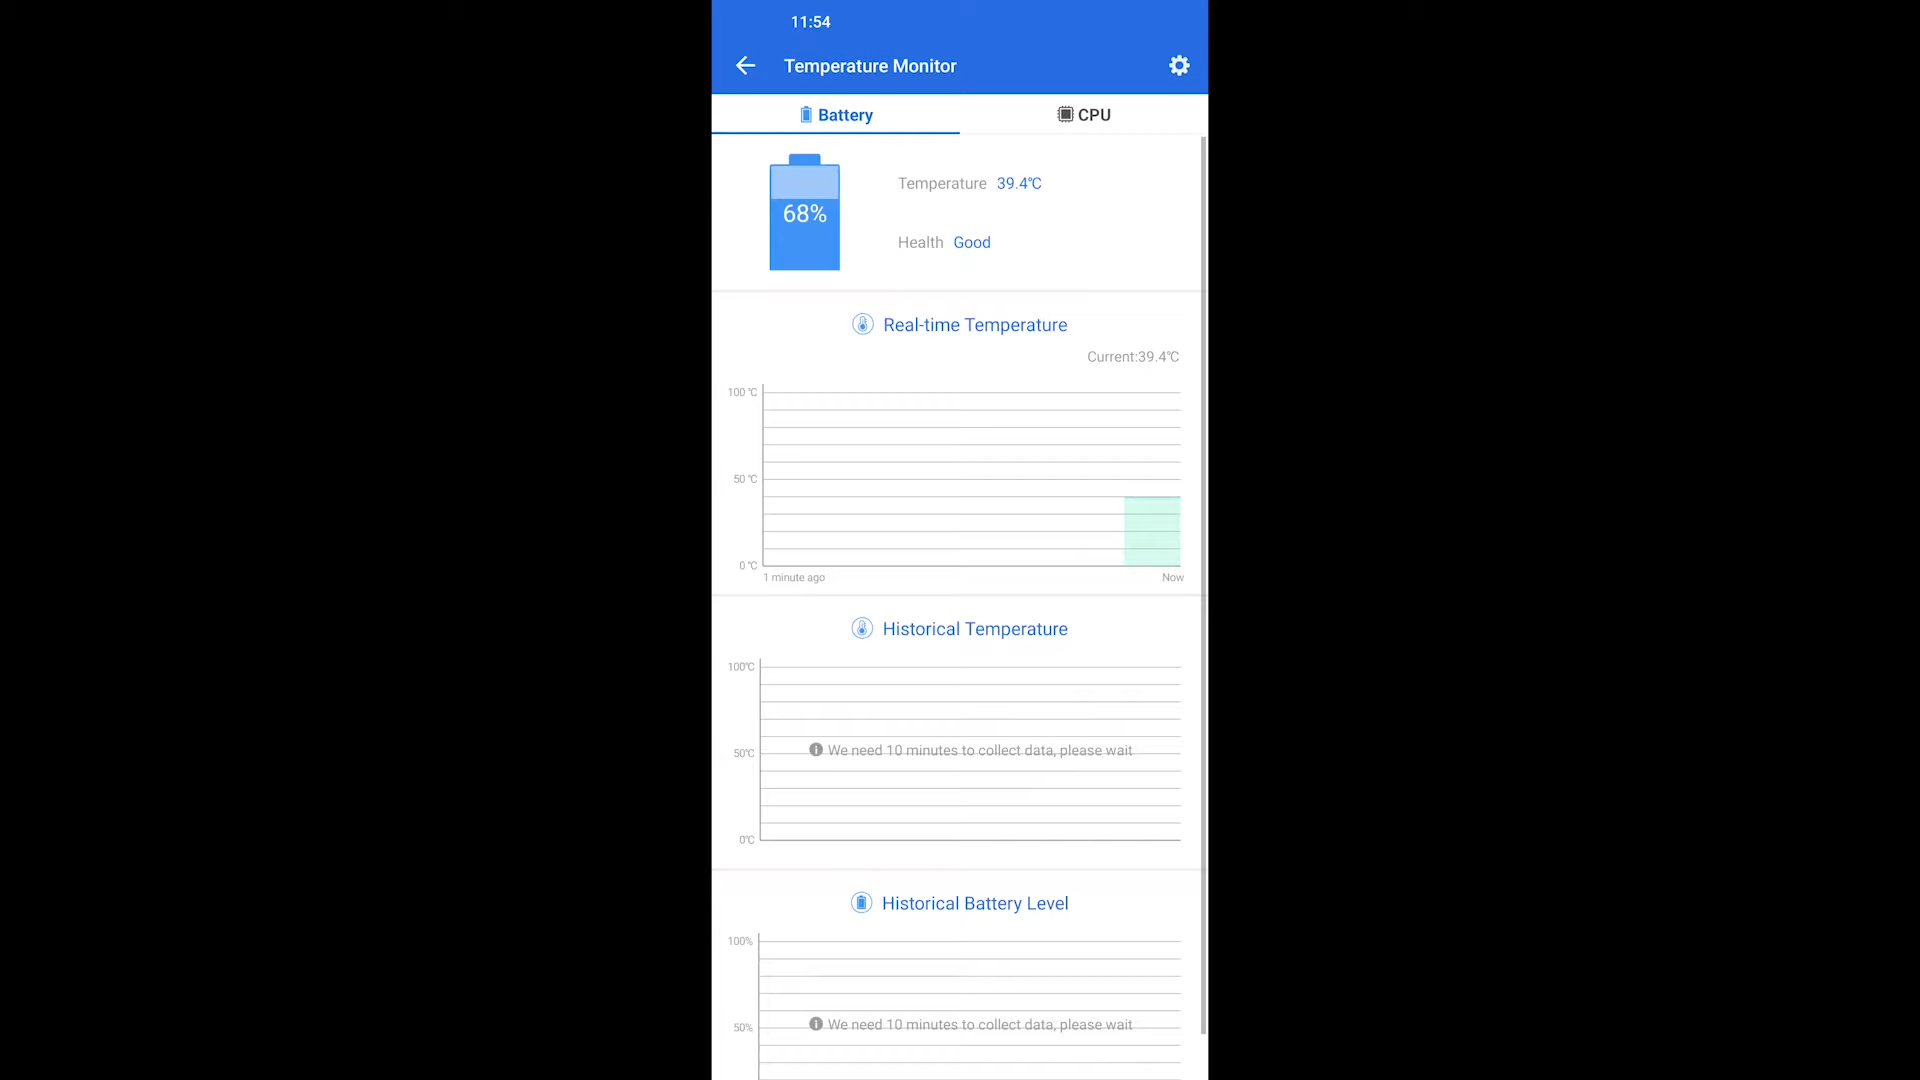 11:54
Temperature Monitor
Battery
CPU
68%
Temperature 39.4℃
Health Good
Real-time Temperature
Current:39.4℃
100 ℃
50 ℃
0 ℃
1 minute ago
Now
Historical Temperature
100℃
We need 10 minutes to collect data, please wait
50℃
0℃
Historical Battery Level
100%
We need 10 minutes to collect data, please wait
50%